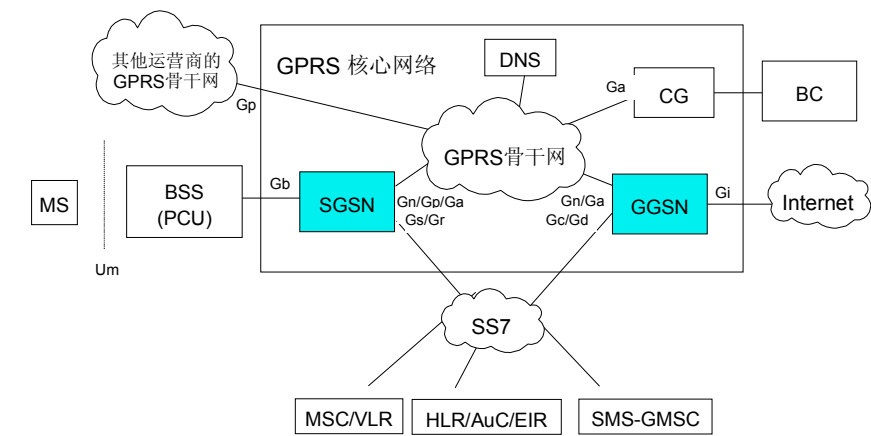 其他运营商的
GPRS骨干网
GPRS 核心网络
DNS
Ga
CG
BC
Gp
GPRS骨干网
MS
BSS
(PCU)
Gb
SGSN
Gn/Gp/Ga
Gs/Gr
Gn/Ga
Gc/Gd
GGSN
Gi
Internet
Um
SS7
MSC/VLR
HLR/AuC/EIR
SMS-GMSC